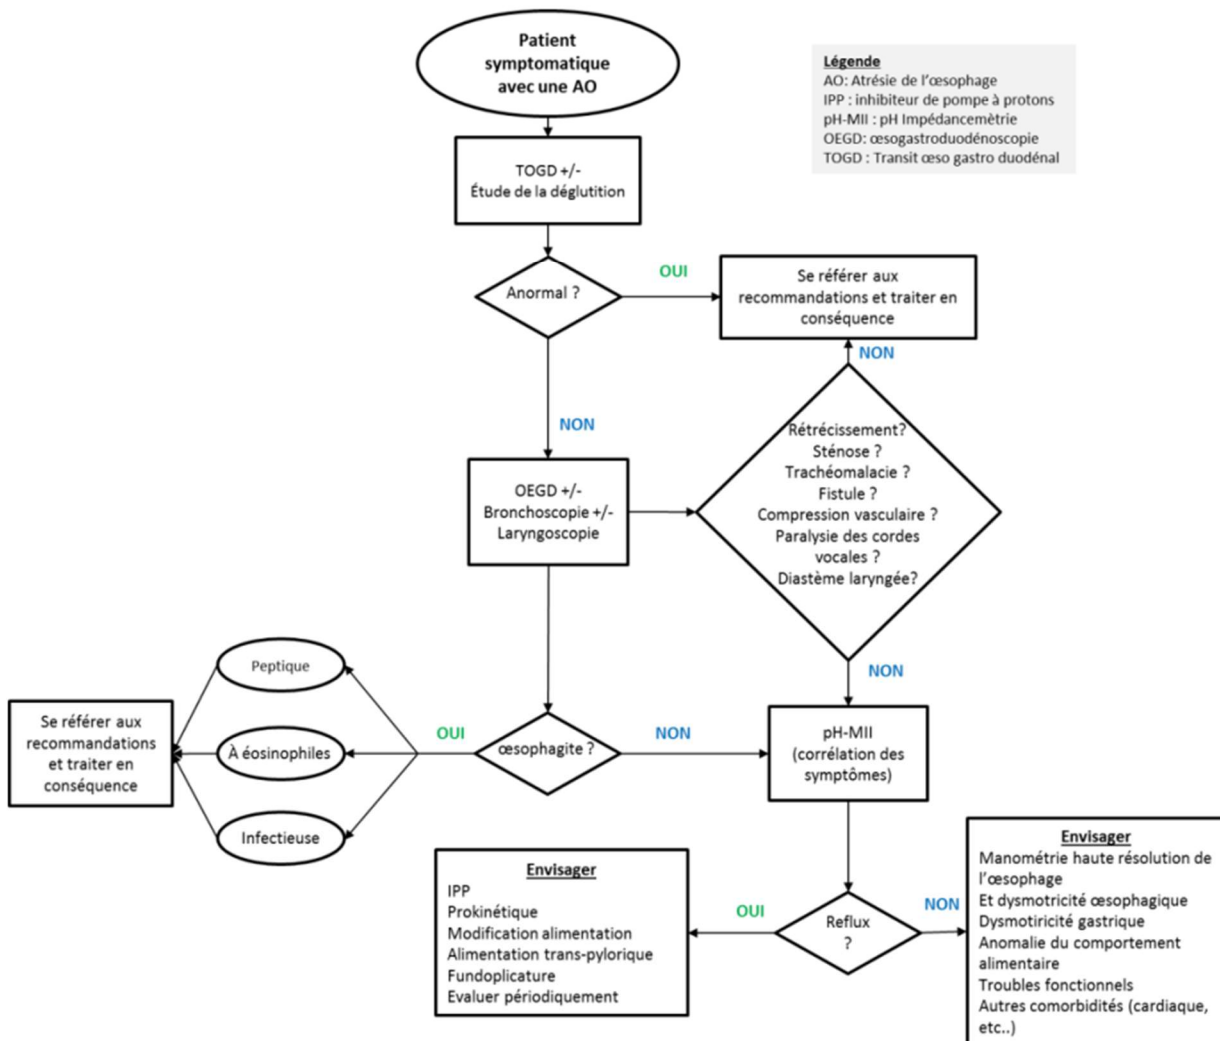 Patient
symptomatique
avec une AO
Légende
AO: Atrésie de l'œsophage
IPP : inhibiteur de pompe à protons
pH-MII : pH Impédancemètrie
OEGD: œsogastroduodénoscopie
TOGD : Transit œso gastro duodénal
TOGD +/-
Étude de la déglutition
Anormal ?
OUI
Se référer aux
recommandations et traiter en
conséquence
NON
NON
Rétrécissement?
Sténose ?
Trachéomalacie ?
Fistule ?
Compression vasculaire ?
Paralysie des cordes
vocales ?
Diastème laryngée?
OEGD +/-
Bronchoscopie +/-
Laryngoscopie
NON
Peptique
À éosinophiles
Infectieuse
Se référer aux
recommandations
et traiter en
conséquence
OUI
œsophagite ?
NON
pH-MII
(corrélation des
symptômes)
Envisager
IPP
Prokinétique
Modification alimentation
Alimentation trans-pylorique
Fundoplicature
Evaluer périodiquement
OUI
Reflux
?
NON
Envisager
Manométrie haute résolution de
l'œsophage
Et dysmotricité œsophagique
Dysmotiricité gastrique
Anomalie du comportement
alimentaire
Troubles fonctionnels
Autres comorbidités (cardiaque,
etc..)